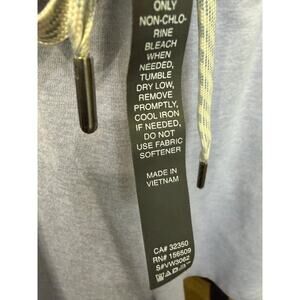 ONLY
NON-CHLO-
RINE
BLEACH
WHEN
NEEDED,
TUMBLE
DRY LOW,
REMOVE
PROMPTLY,
COOL IRON
IF NEEDED,
DO NOT
USE FABRIC
SOFTENER
MADE IN
VIETNAM
CA# 32350
RN# 156509
S#VW3062